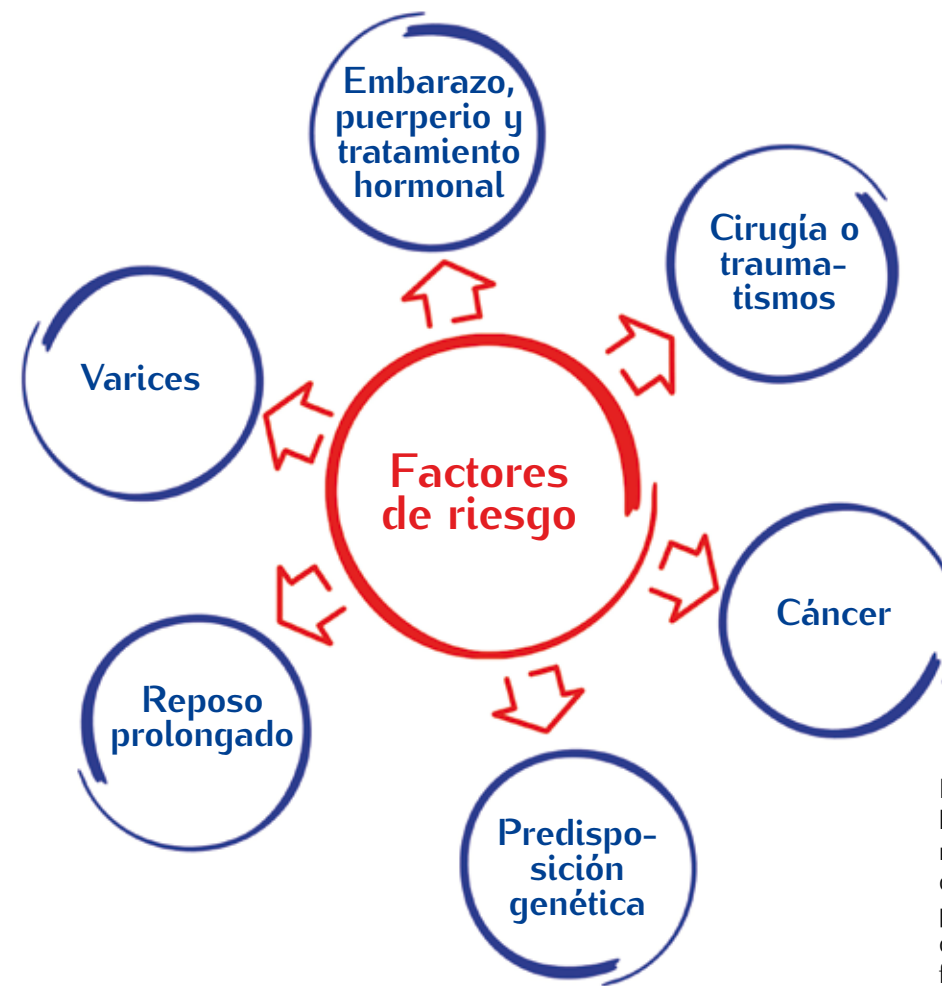 Embarazo,
puerperio y
tratamiento
hormonal
Cirugía o
trauma-
tismos
Varices
Factores
de riesgo
Cáncer
Reposo
prolongado
Predispo-
sición
genética